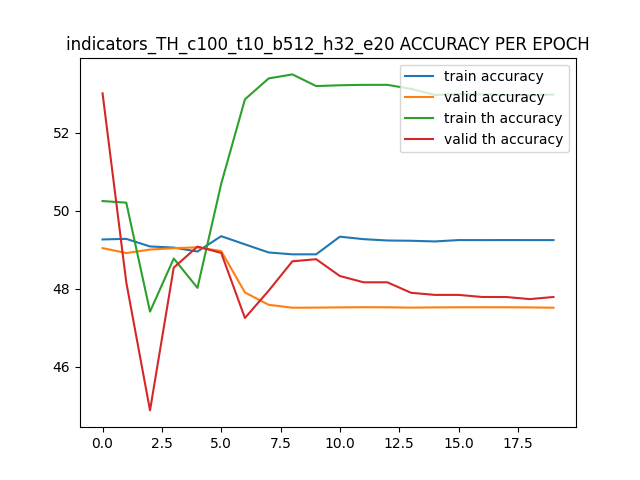 indicators_TH_c100_t10_b512_h32_e20 ACCURACY PER EPOCH
train accuracy
valid accuracy
train th accuracy
valid th accuracy
52
50
48
46
0.0 2.5 5.0 7.5 10.0 12.5 15.0 17.5